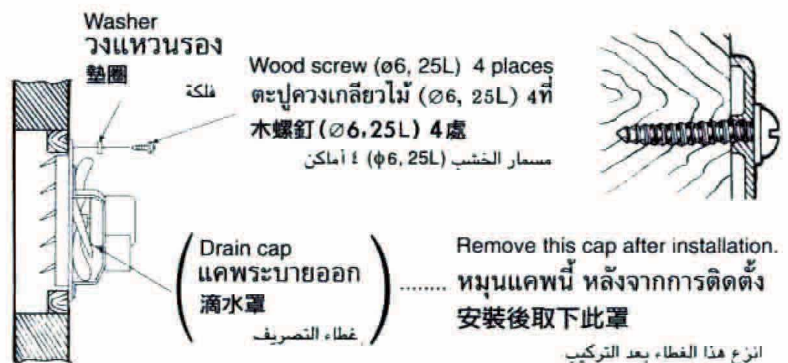 Washer
วงแหวนรอง
墊圈
فلكة
Wood screw (ø6, 25L) 4 places
ตะปูควงเกลียวไม้ (Ø6, 25L) 4ที่
木螺釘(∅6,25L) 4處
مسمار الخشب (ϕ6, 25L) ٤ أماكن
Drain cap
แคพระบายออก
滴水罩
غطاء التصريف
Remove this cap after installation.
........ หมุนแคพนี้ หลังจากการติดตั้ง
安裝後取下此罩
انزع هذا الغطاء بعد التركيب